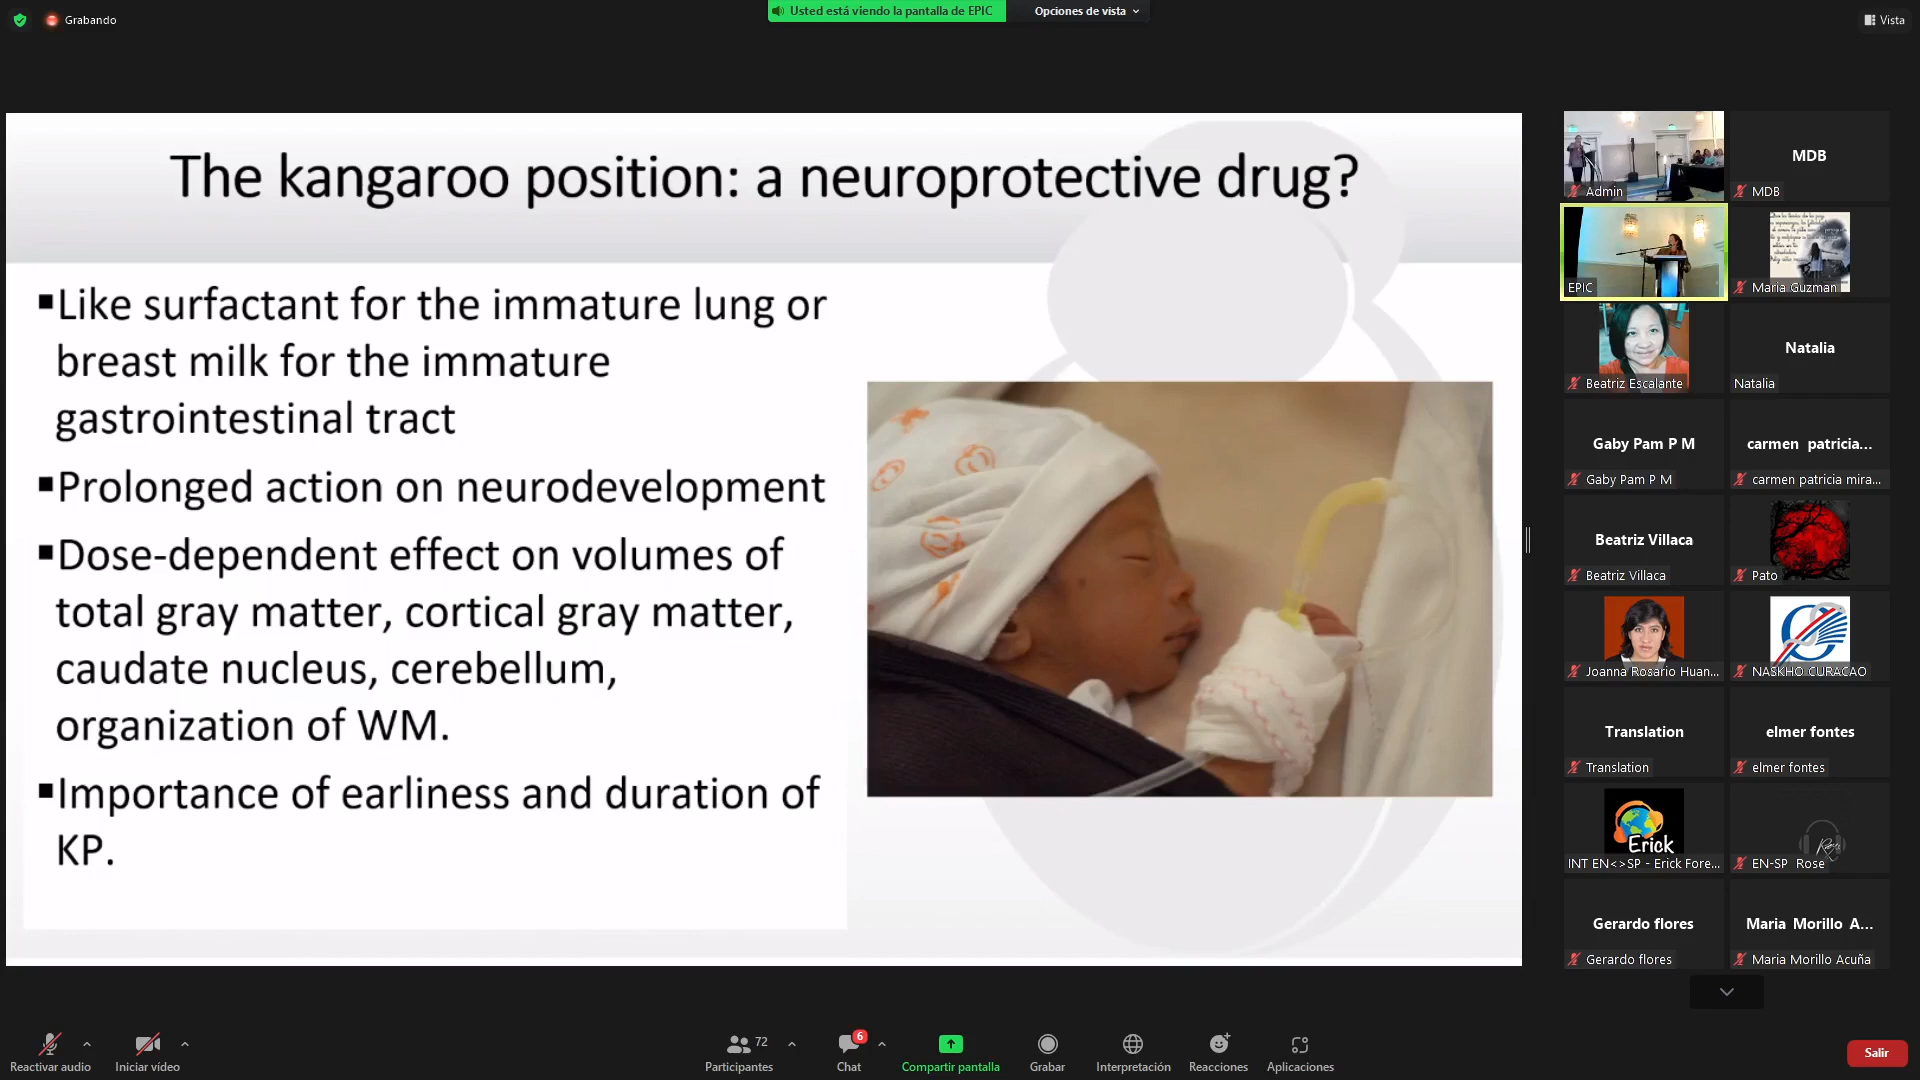 Grabando
Usted está viendo la pantalla de EPIC
Opciones de vista
Vista
The kangaroo position: a neuroprotective drug?
▪Like surfactant for the immature lung or
breast milk for the immature
gastrointestinal tract
▪Prolonged action on neurodevelopment
▪Dose-dependent effect on volumes of
total gray matter, cortical gray matter,
caudate nucleus, cerebellum,
organization of WM.
▪Importance of earliness and duration of
KP.
Admin
MDB
MDB
EPIC
Maria Guzman
Beatriz Escalante
Natalia
Natalia
Gaby Pam P M
Gaby Pam P M
carmen patricia...
carmen patricia mira...
Beatriz Villaca
Beatriz Villaca
Pato
Joanna Rosario Huan...
NASKHO CURACAO
Translation
Translation
elmer fontes
elmer fontes
Erick
INT EN<>SP - Erick Fore...
EN-SP Rose
Gerardo flores
Gerardo flores
Maria Morillo A...
Maria Morillo Acuña
Reactivar audio
Iniciar vídeo
72
Participantes
6
Chat
Compartir pantalla
Grabar
Interpretación
Reacciones
Aplicaciones
Salir